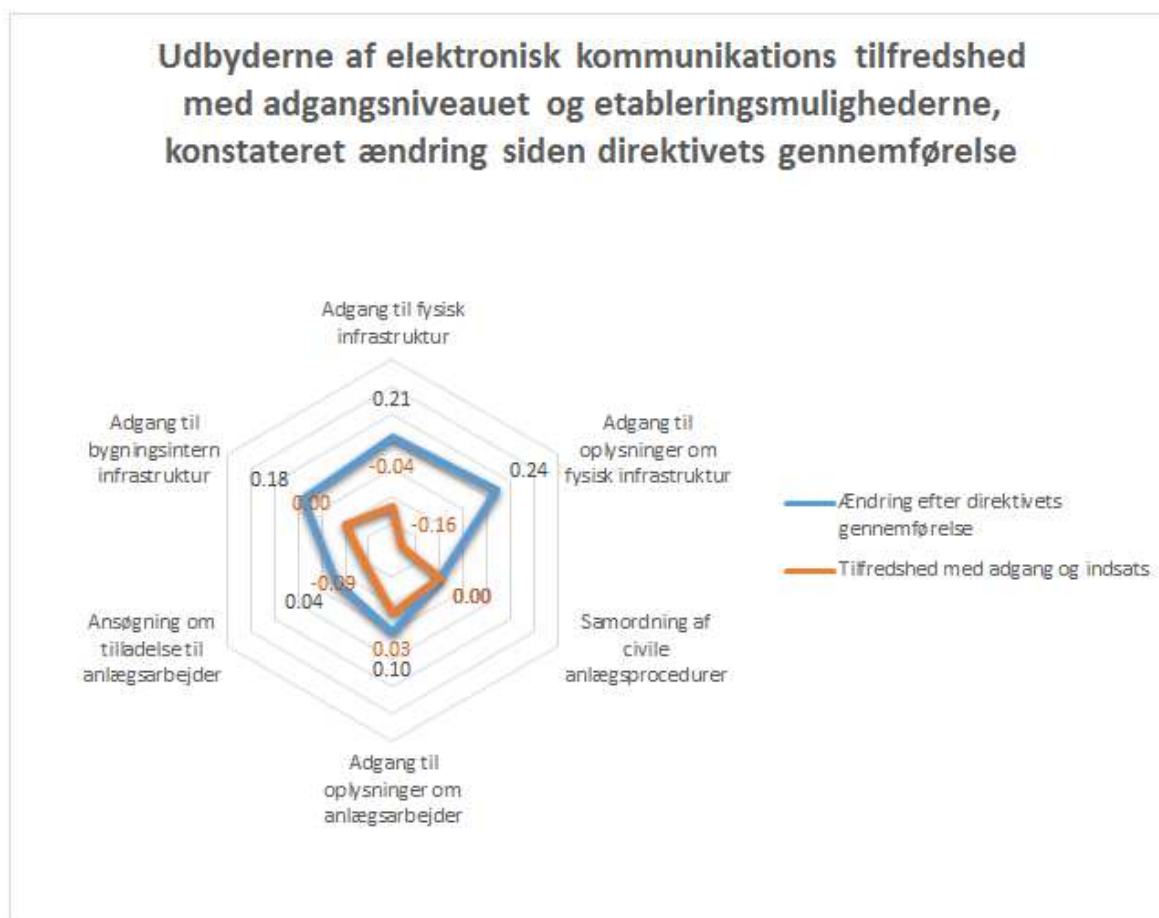 Udbyderne af elektronisk kommunikations tilfredshed
med adgangsniveauet og etableringsmulighederne,
konstateret ændring siden direktivets gennemførelse
Adgang til fysisk
infrastruktur
0.21
-0.04
Adgang til
oplysninger om
fysisk infrastruktur
0.24
-0.16
Samordning af
civile
anlægsprocedurer
0.00
Adgang til
oplysninger om
anlægsarbejder
0.03
0.10
Ansøgning om
tilladelse til
anlægsarbejder
-0.09
0.04
Adgang til
bygningsintern
infrastruktur
0.18
0.00
Ændring efter direktivets
gennemførelse
Tilfredshed med adgang og indsats